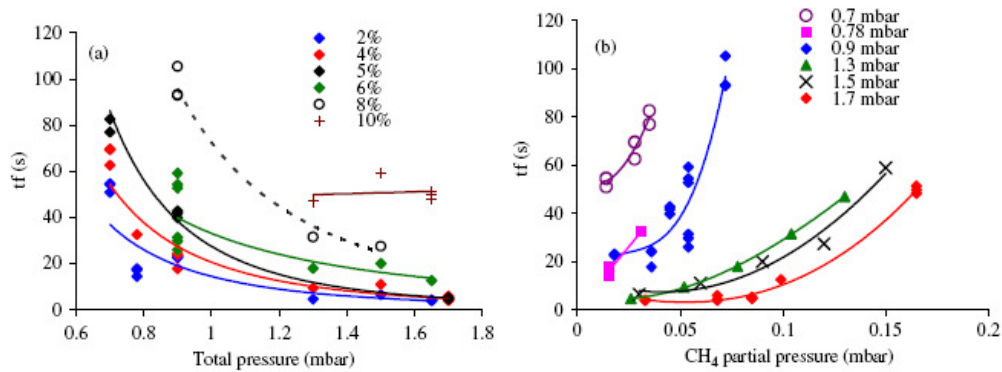 120
100
80
60
40
20
0
tf (s)
(a)
2%
4%
5%
6%
8%
10%
0.6
0.8
1
1.2
1.4
1.6
1.8
Total pressure (mbar)
120
100
80
60
40
20
0
tf (s)
(b)
0.7 mbar
0.78 mbar
0.9 mbar
1.3 mbar
1.5 mbar
1.7 mbar
0
0.05
0.1
0.15
0.2
CH₄ partial pressure (mbar)